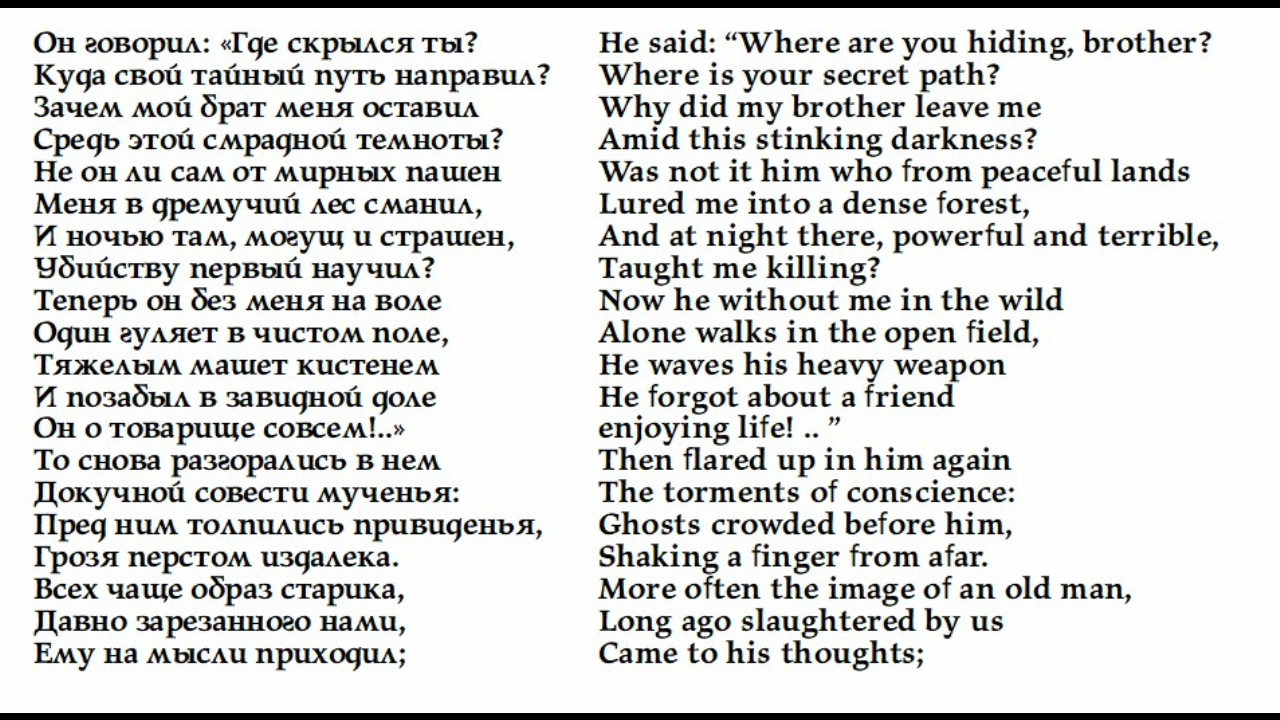 Он говорил: «Где скрылся ты?
Куда свой тайный путь направил?
Зачем мой брат меня оставил
Средь этой смрадной темноты?
Не он ли сам от мирных пашен
Меня в дремучий лес сманил,
И ночью там, могущ и страшен,
Убийству первый научил?
Теперь он без меня на воле
Один гуляет в чистом поле,
Тяжелым машет кистенем
И позабыл в завидной доле
Он о товарище совсем!..»
То снова разгорались в нем
Докучной совести мученья:
Пред ним толпились привиденья,
Грозя перстом издалека.
Всех чаще образ старика,
Давно зарезанного нами,
Ему на мысли приходил;
He said: “Where are you hiding, brother?
Where is your secret path?
Why did my brother leave me
Amid this stinking darkness?
Was not it him who from peaceful lands
Lured me into a dense forest,
And at night there, powerful and terrible,
Taught me killing?
Now he without me in the wild
Alone walks in the open field,
He waves his heavy weapon
He forgot about a friend
enjoying life! .. ”
Then flared up in him again
The torments of conscience:
Ghosts crowded before him,
Shaking a finger from afar.
More often the image of an old man,
Long ago slaughtered by us
Came to his thoughts;